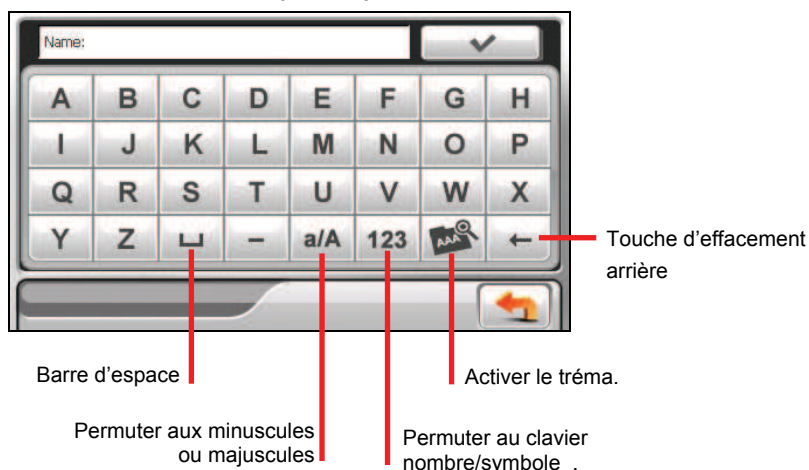 Name:
A B C D E F G H
I J K L M N O P
Q R S T U V W X
Y Z – a/A 123 AAA ←
Touche d’effacement
arrière
Barre d’espace
Activer le tréma.
Permuter aux minuscules
ou majuscules
Permuter au clavier
nombre/symbole .